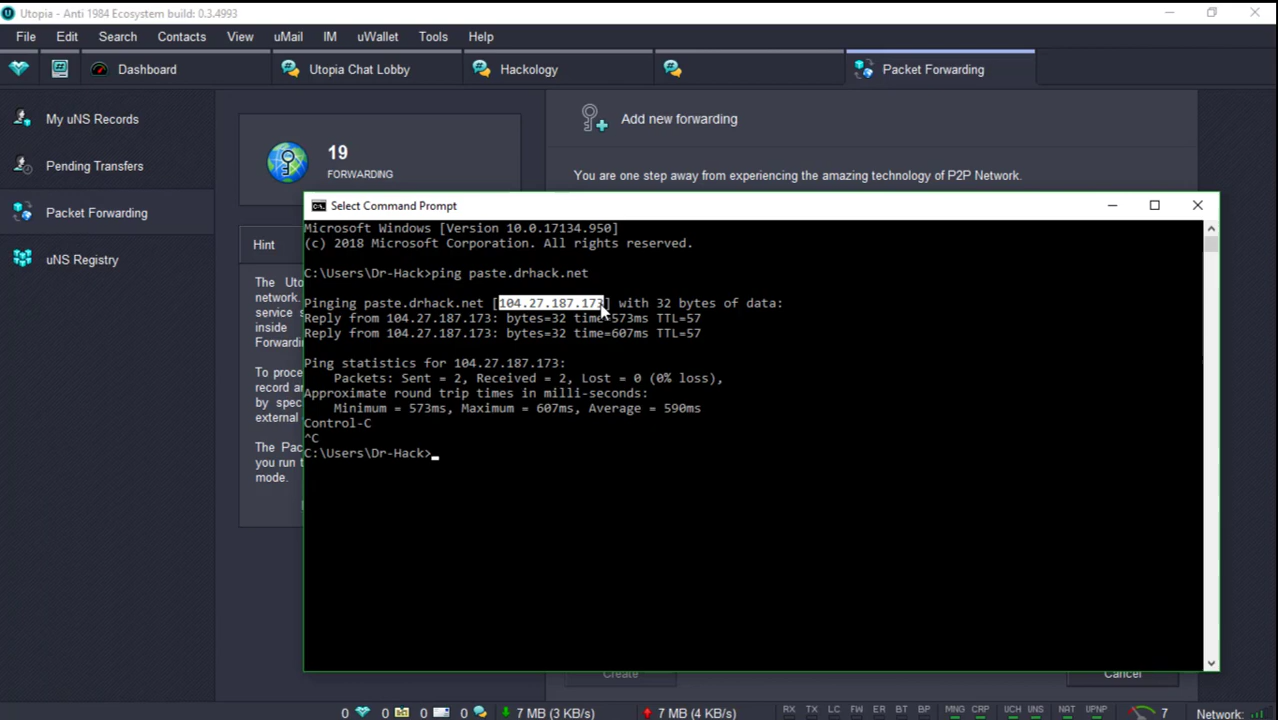 Utopia - Anti 1984 Ecosystem build: 0.3.4993
File Edit Search Contacts View uMail IM uWallet Tools Help
Dashboard Utopia Chat Lobby Hackology Packet Forwarding
My uNS Records
Pending Transfers
Packet Forwarding
uNS Registry
19
FORWARDING
Add new forwarding
You are one step away from experiencing the amazing technology of P2P Network.
Hint
The Uto
network.
service s
inside
Forwardin
To proce
record an
by spec
external
The Pac
you run t
mode.
Select Command Prompt
Microsoft Windows [Version 10.0.17134.950]
(c) 2018 Microsoft Corporation. All rights reserved.
C:\Users\Dr-Hack>ping paste.drhack.net
Pinging paste.drhack.net [104.27.187.173] with 32 bytes of data:
Reply from 104.27.187.173: bytes=32 time=573ms TTL=57
Reply from 104.27.187.173: bytes=32 time=607ms TTL=57
Ping statistics for 104.27.187.173:
Packets: Sent = 2, Received = 2, Lost = 0 (0% loss),
Approximate round trip times in milli-seconds:
Minimum = 573ms, Maximum = 607ms, Average = 590ms
Control-C
^C
C:\Users\Dr-Hack>
Create Cancel
0 0 0 0 7 MB (3 KB/s) 7 MB (4 KB/s) RX TX LC FW ER BT BP MNG CRP UCH UNS NAT UPNP 7 Network: